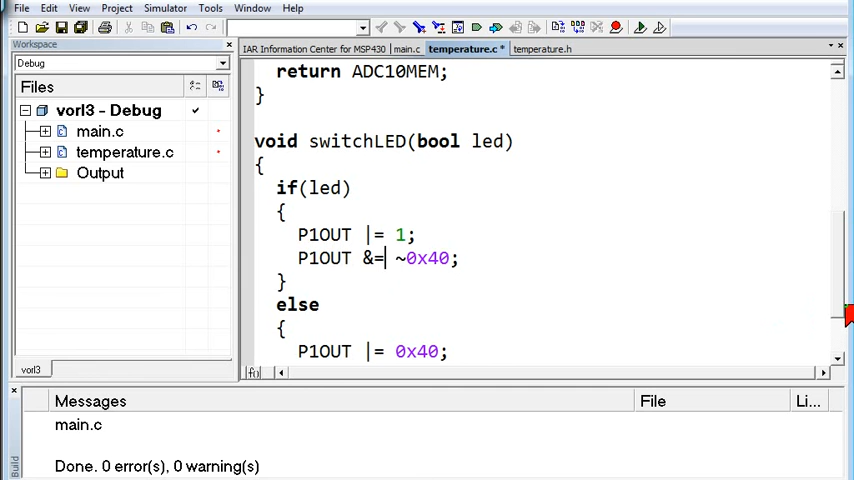 File Edit View Project Simulator Tools Window Help
Workspace
IAR Information Center for MSP430 main.c temperature.c * temperature.h
Debug
Files
vorl3 - Debug
main.c
temperature.c
Output
return ADC10MEM;
}
void switchLED(bool led)
{
if(led)
{
P1OUT |= 1;
P1OUT &= ~0x40;
}
else
{
P1OUT |= 0x40;
vorl3
f()
Messages File Li...
main.c
Done. 0 error(s), 0 warning(s)
Build